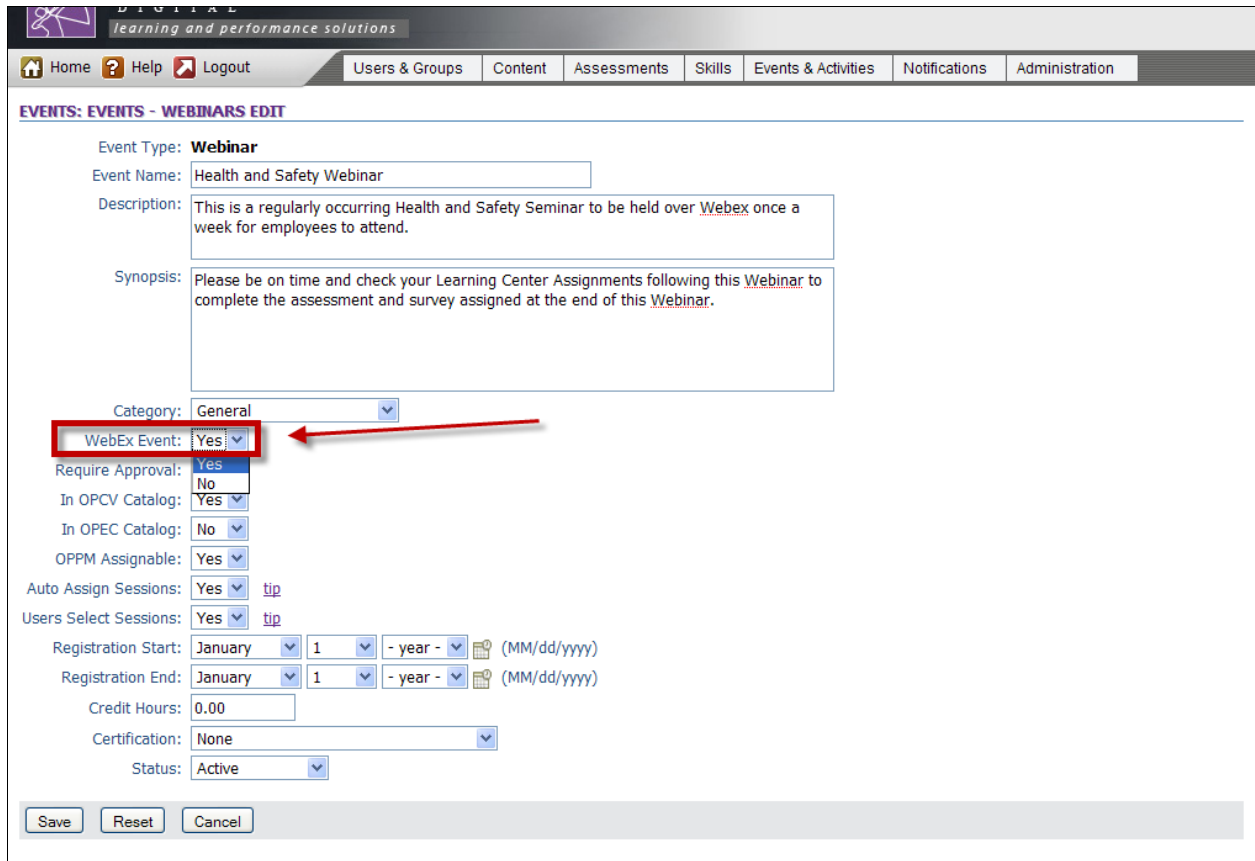 D I G I T A L
learning and performance solutions
Home Help Logout Users & Groups Content Assessments Skills Events & Activities Notifications Administration
EVENTS: EVENTS - WEBINARS EDIT
Event Type: Webinar
Event Name: Health and Safety Webinar
Description: This is a regularly occurring Health and Safety Seminar to be held over Webex once a
week for employees to attend.
Synopsis: Please be on time and check your Learning Center Assignments following this Webinar to
complete the assessment and survey assigned at the end of this Webinar.
Category: General
WebEx Event: Yes
Yes
Require Approval:
No
In OPCV Catalog: Yes
In OPEC Catalog: No
OPPM Assignable: Yes
Auto Assign Sessions: Yes tip
Users Select Sessions: Yes tip
Registration Start: January 1 - year - (MM/dd/yyyy)
Registration End: January 1 - year - (MM/dd/yyyy)
Credit Hours: 0.00
Certification: None
Status: Active
Save Reset Cancel